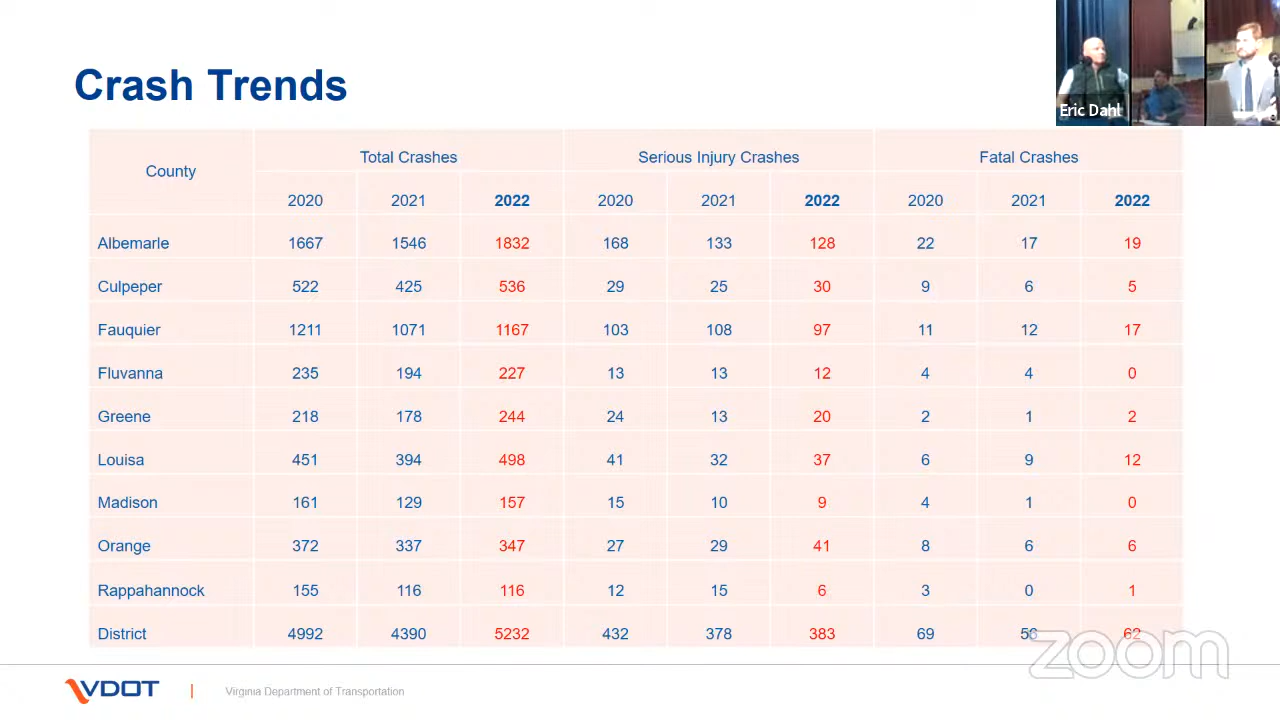 Crash Trends
Eric Dahl
County Total Crashes Serious Injury Crashes Fatal Crashes
2020 2021 2022 2020 2021 2022 2020 2021 2022
Albemarle 1667 1546 1832 168 133 128 22 17 19
Culpeper 522 425 536 29 25 30 9 6 5
Fauquier 1211 1071 1167 103 108 97 11 12 17
Fluvanna 235 194 227 13 13 12 4 4 0
Greene 218 178 244 24 13 20 2 1 2
Louisa 451 394 498 41 32 37 6 9 12
Madison 161 129 157 15 10 9 4 1 0
Orange 372 337 347 27 29 41 8 6 6
Rappahannock 155 116 116 12 15 6 3 0 1
District 4992 4390 5232 432 378 383 69 56 62
zoom
VDOT | Virginia Department of Transportation